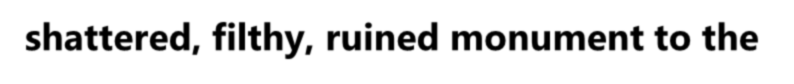 shattered, filthy, ruined monument to the